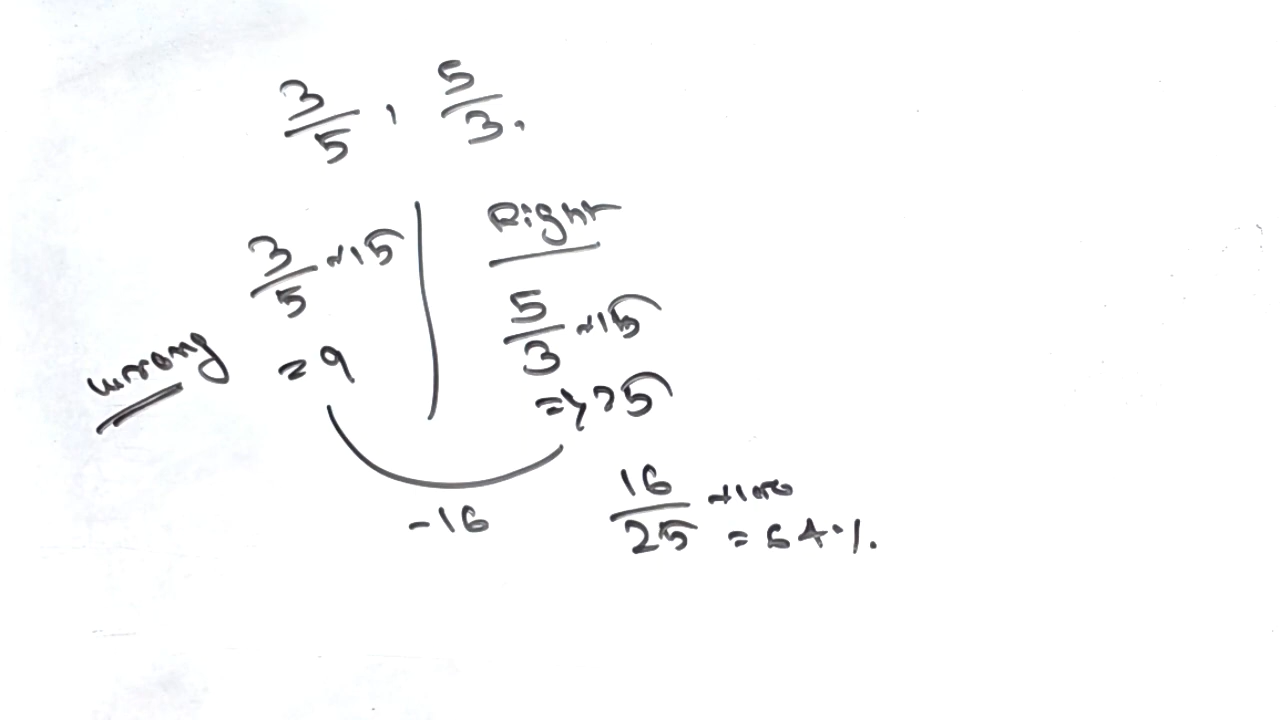 3/5 , 5/3.
3/5 ×15
= 9
wrong
Right
5/3 ×15
=> 25
-16
16/25 ×100
= 64%.